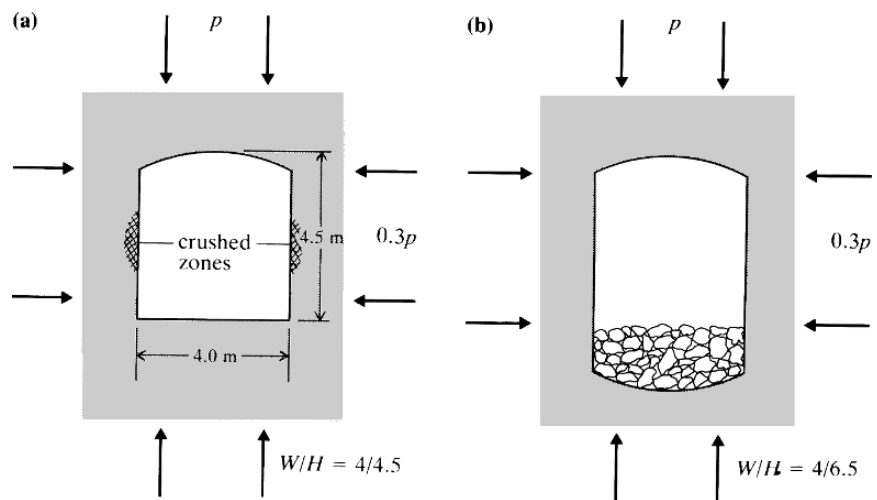 (a)
p
crushed
zones
4.5 m
0.3p
4.0 m
W/H = 4/4.5
(b)
p
0.3p
W/H = 4/6.5